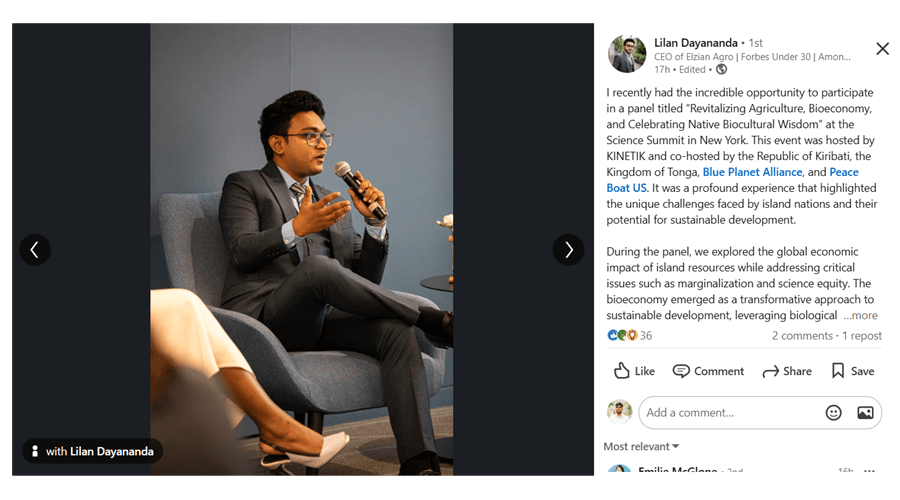 Lilan Dayananda • 1st
CEO of Elzian Agro | Forbes Under 30 | Amon...
17h • Edited •
I recently had the incredible opportunity to participate
in a panel titled “Revitalizing Agriculture, Bioeconomy,
and Celebrating Native Biocultural Wisdom” at the
Science Summit in New York. This event was hosted by
KINETIK and co-hosted by the Republic of Kiribati, the
Kingdom of Tonga, Blue Planet Alliance, and Peace
Boat US. It was a profound experience that highlighted
the unique challenges faced by island nations and their
potential for sustainable development.
During the panel, we explored the global economic
impact of island resources while addressing critical
issues such as marginalization and science equity. The
bioeconomy emerged as a transformative approach to
sustainable development, leveraging biological ...more
36
2 comments · 1 repost
Like Comment Share Save
Add a comment...
Most relevant
Emilie McGlone · 2nd
16h
with Lilan Dayananda